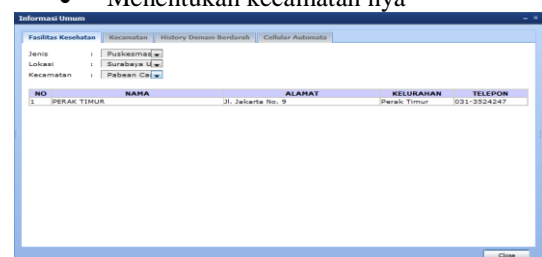 • Menentukan kecamatan nya
Informasi Umum
Fasilitas Kesehatan Kecamatan History Demam Berdarah Cellular Automata
Jenis : Puskesmas
Lokasi : Surabaya U
Kecamatan : Pabean Ca
NO NAMA ALAMAT KELURAHAN TELEPON
1 PERAK TIMUR Jl. Jakarta No. 9 Perak Timur 031-3524247
Close